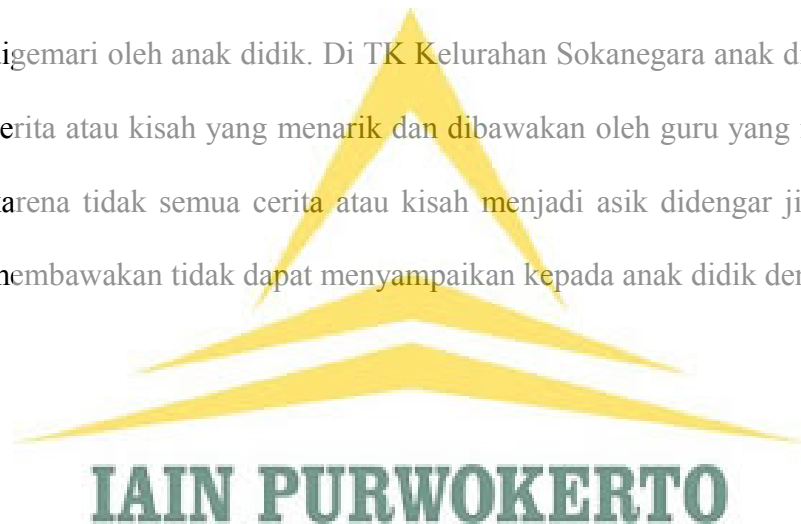 igemari oleh anak didik. Di TK Kelurahan Sokanegara anak di
erita atau kisah yang menarik dan dibawakan oleh guru yang
arena tidak semua cerita atau kisah menjadi asik didengar ji
embawakan tidak dapat menyampaikan kepada anak didik den
IAIN PURWOKERTO